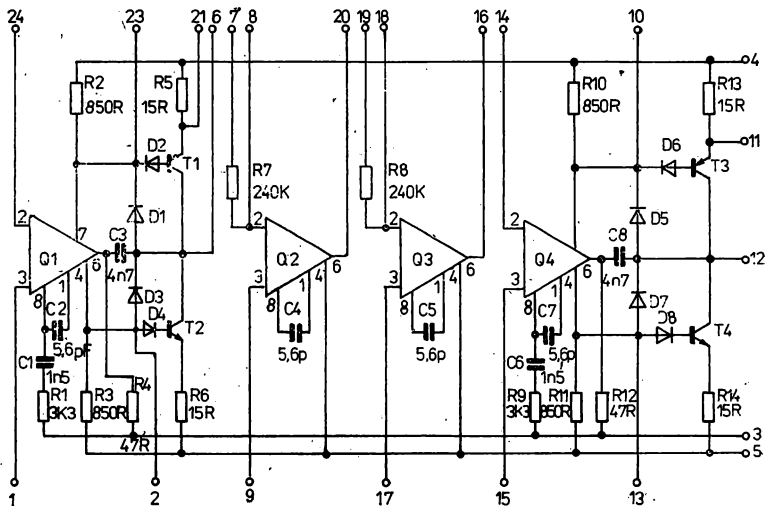 24 23 21 6 7 8 20 19 18 16 14 10
R2 850R R5 15R R10 850R R13 15R 4
11
D2 T1 D6 T3
R7 240K R8 240K
2 7 C3 D1 2 2 2 C8 D5
Q1 6 4n7 Q2 6 Q3 6 Q4 6 4n7 12
3 8 1 4 D3 3 8 1 4 3 8 1 4 3 8 1 4 D7
C2 5,6pF D4 T2 C4 5,6p C5 5,6p C7 5,6p D8 T4
C1 1n5 C6 1n5
R1 3K3 R3 850R R4 47R R6 15R R9 3K3 R11 850R R12 47R R14 15R
3
5
1 2 9 17 15 13